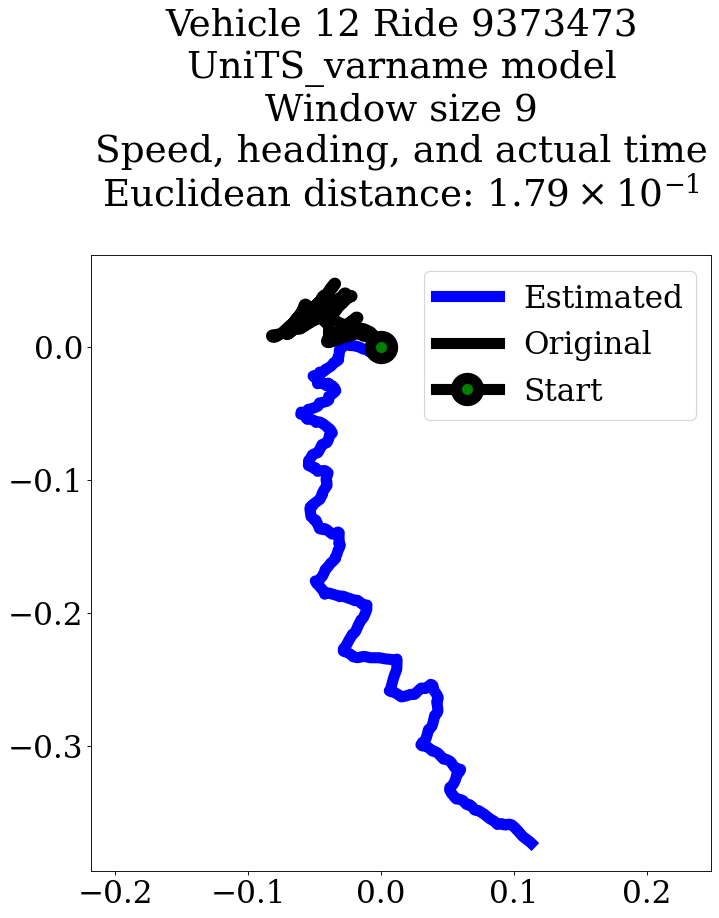 Vehicle 12 Ride 9373473
UniTS_varname model
Window size 9
Speed, heading, and actual time
Euclidean distance: 1.79 × 10⁻¹
Estimated
Original
Start
0.0
−0.1
−0.2
−0.3
−0.2 −0.1 0.0 0.1 0.2